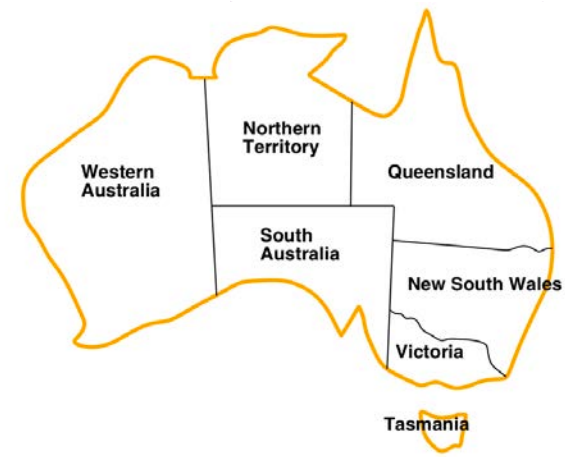 Northern
Territory
Western
Australia
Queensland
South
Australia
New South Wales
Victoria
Tasmania